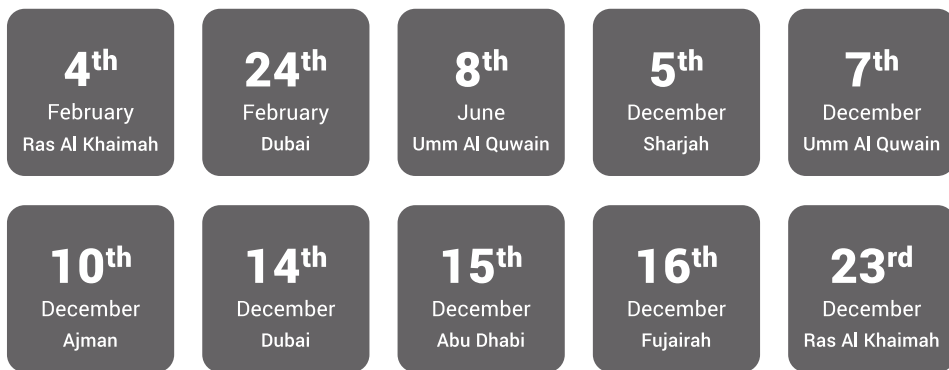 4th
February
Ras Al Khaimah
24th
February
Dubai
8th
June
Umm Al Quwain
5th
December
Sharjah
7th
December
Umm Al Quwain
10th
December
Ajman
14th
December
Dubai
15th
December
Abu Dhabi
16th
December
Fujairah
23rd
December
Ras Al Khaimah